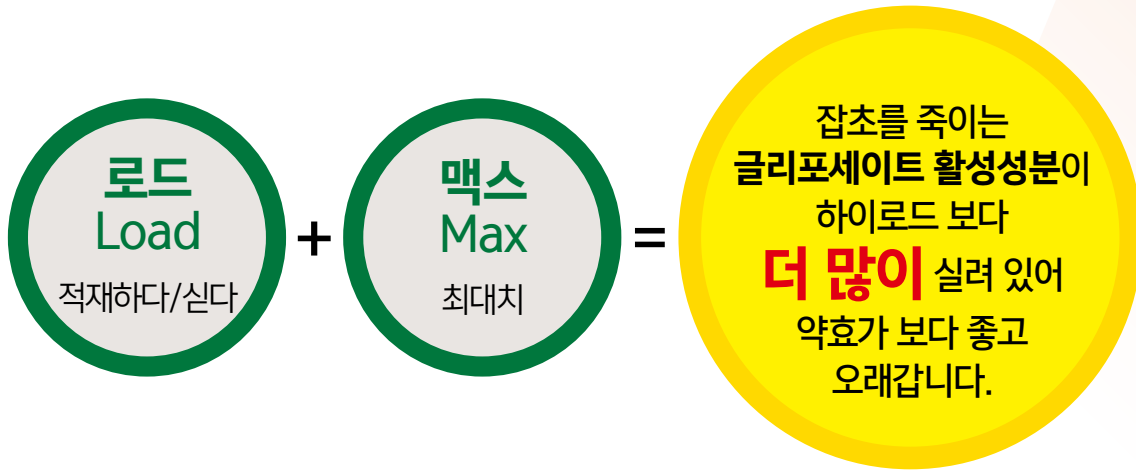 로드
Load
적재하다/싣다
+
맥스
Max
최대치
=
잡초를 죽이는
글리포세이트 활성성분이
하이로드 보다
더 많이 실려 있어
약효가 보다 좋고
오래갑니다.